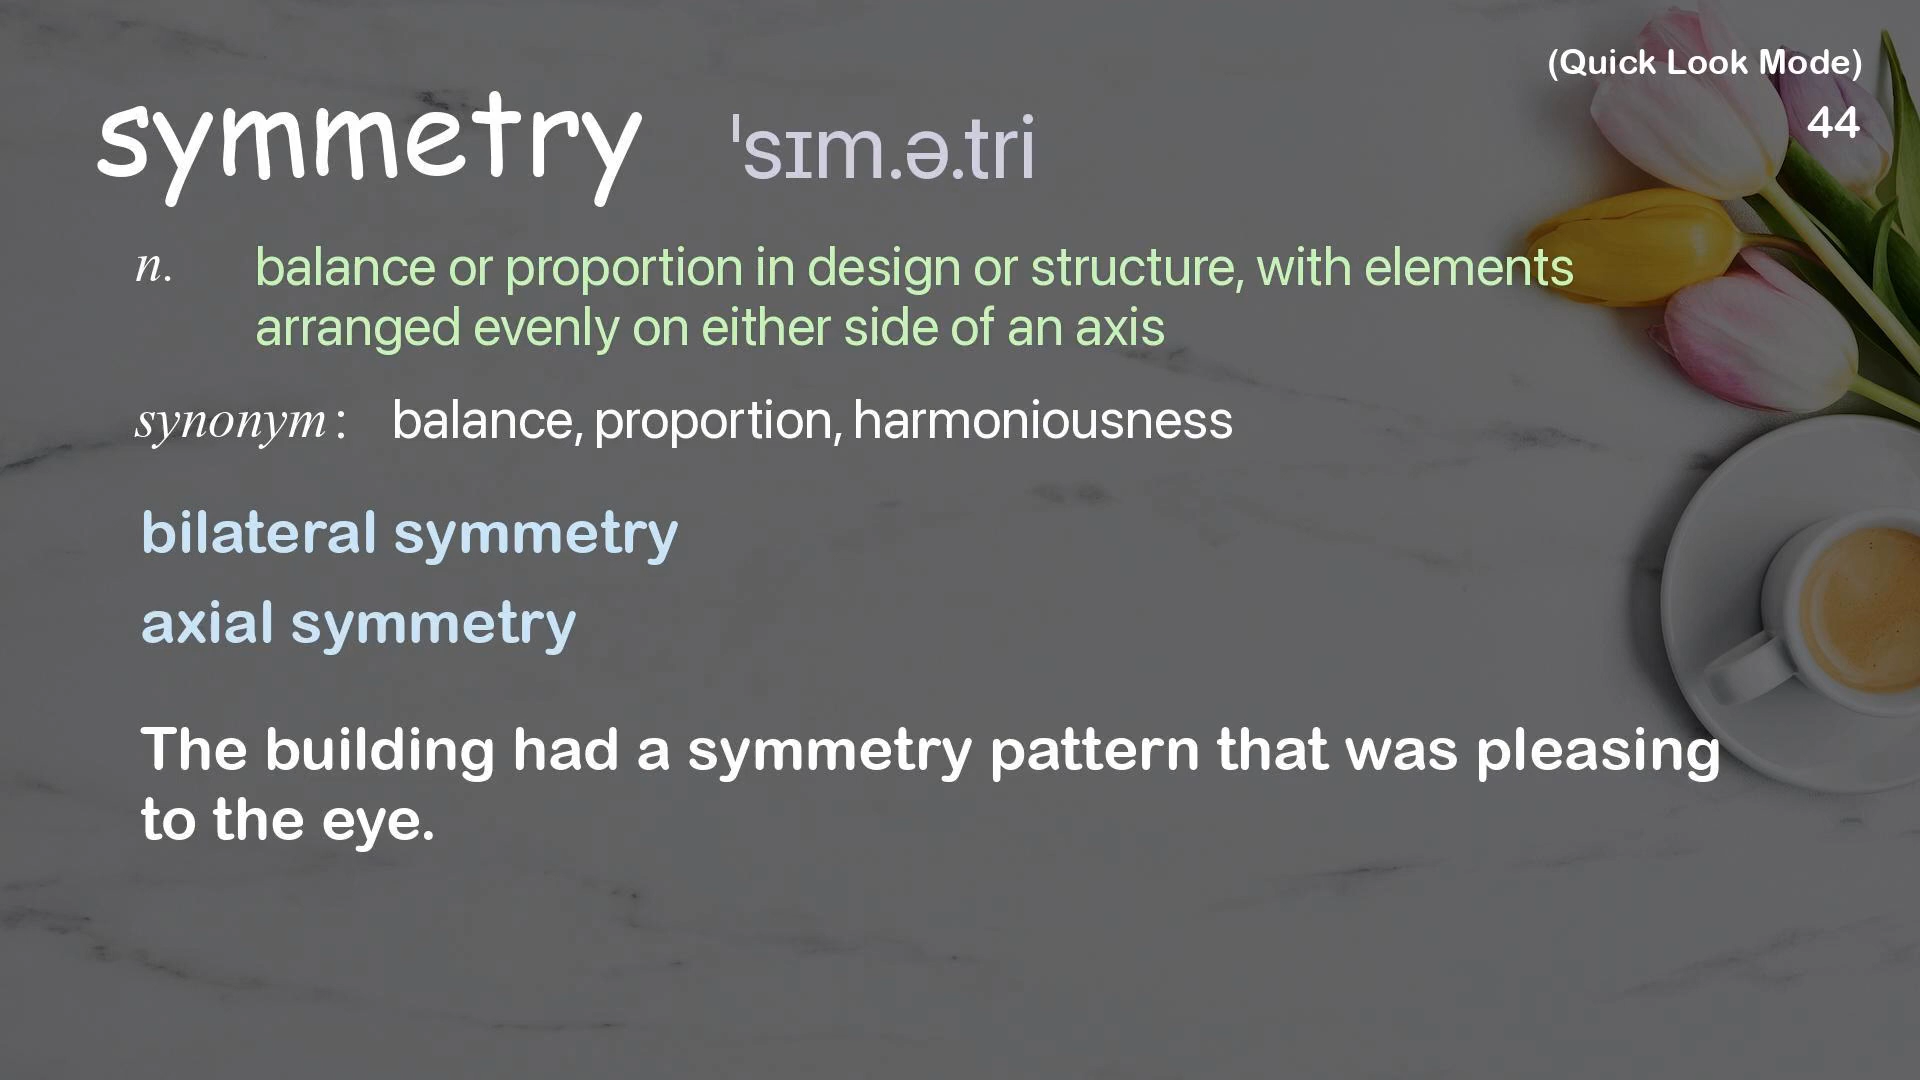 (Quick Look Mode)
44
symmetry ˈsɪm.ə.tri
n. balance or proportion in design or structure, with elements
arranged evenly on either side of an axis
synonym : balance, proportion, harmoniousness
bilateral symmetry
axial symmetry
The building had a symmetry pattern that was pleasing
to the eye.